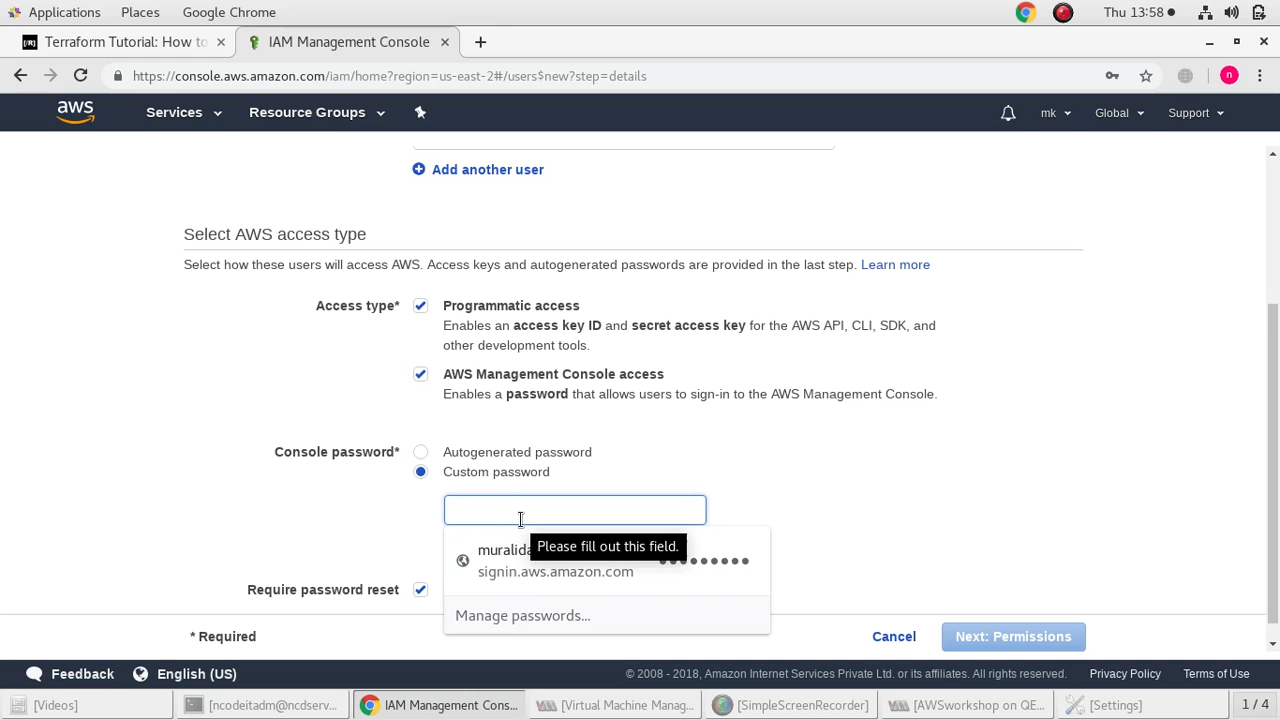 Applications Places Google Chrome Thu 13:58
Terraform Tutorial: How to IAM Management Console
https://console.aws.amazon.com/iam/home?region=us-east-2#/users$new?step=details n
aws Services Resource Groups mk Global Support
Add another user
Select AWS access type
Select how these users will access AWS. Access keys and autogenerated passwords are provided in the last step. Learn more
Access type* Programmatic access
Enables an access key ID and secret access key for the AWS API, CLI, SDK, and
other development tools.
AWS Management Console access
Enables a password that allows users to sign-in to the AWS Management Console.
Console password* Autogenerated password
Custom password
Please fill out this field.
signin.aws.amazon.com
Require password reset
Manage passwords...
* Required Cancel Next: Permissions
Feedback English (US) © 2008 - 2018, Amazon Internet Services Private Ltd. or its affiliates. All rights reserved. Privacy Policy Terms of Use
[Videos] [ncodeitadm@ncdserv... IAM Management Cons... [Virtual Machine Manag... [SimpleScreenRecorder] [AWSworkshop on QE... [Settings] 1 / 4